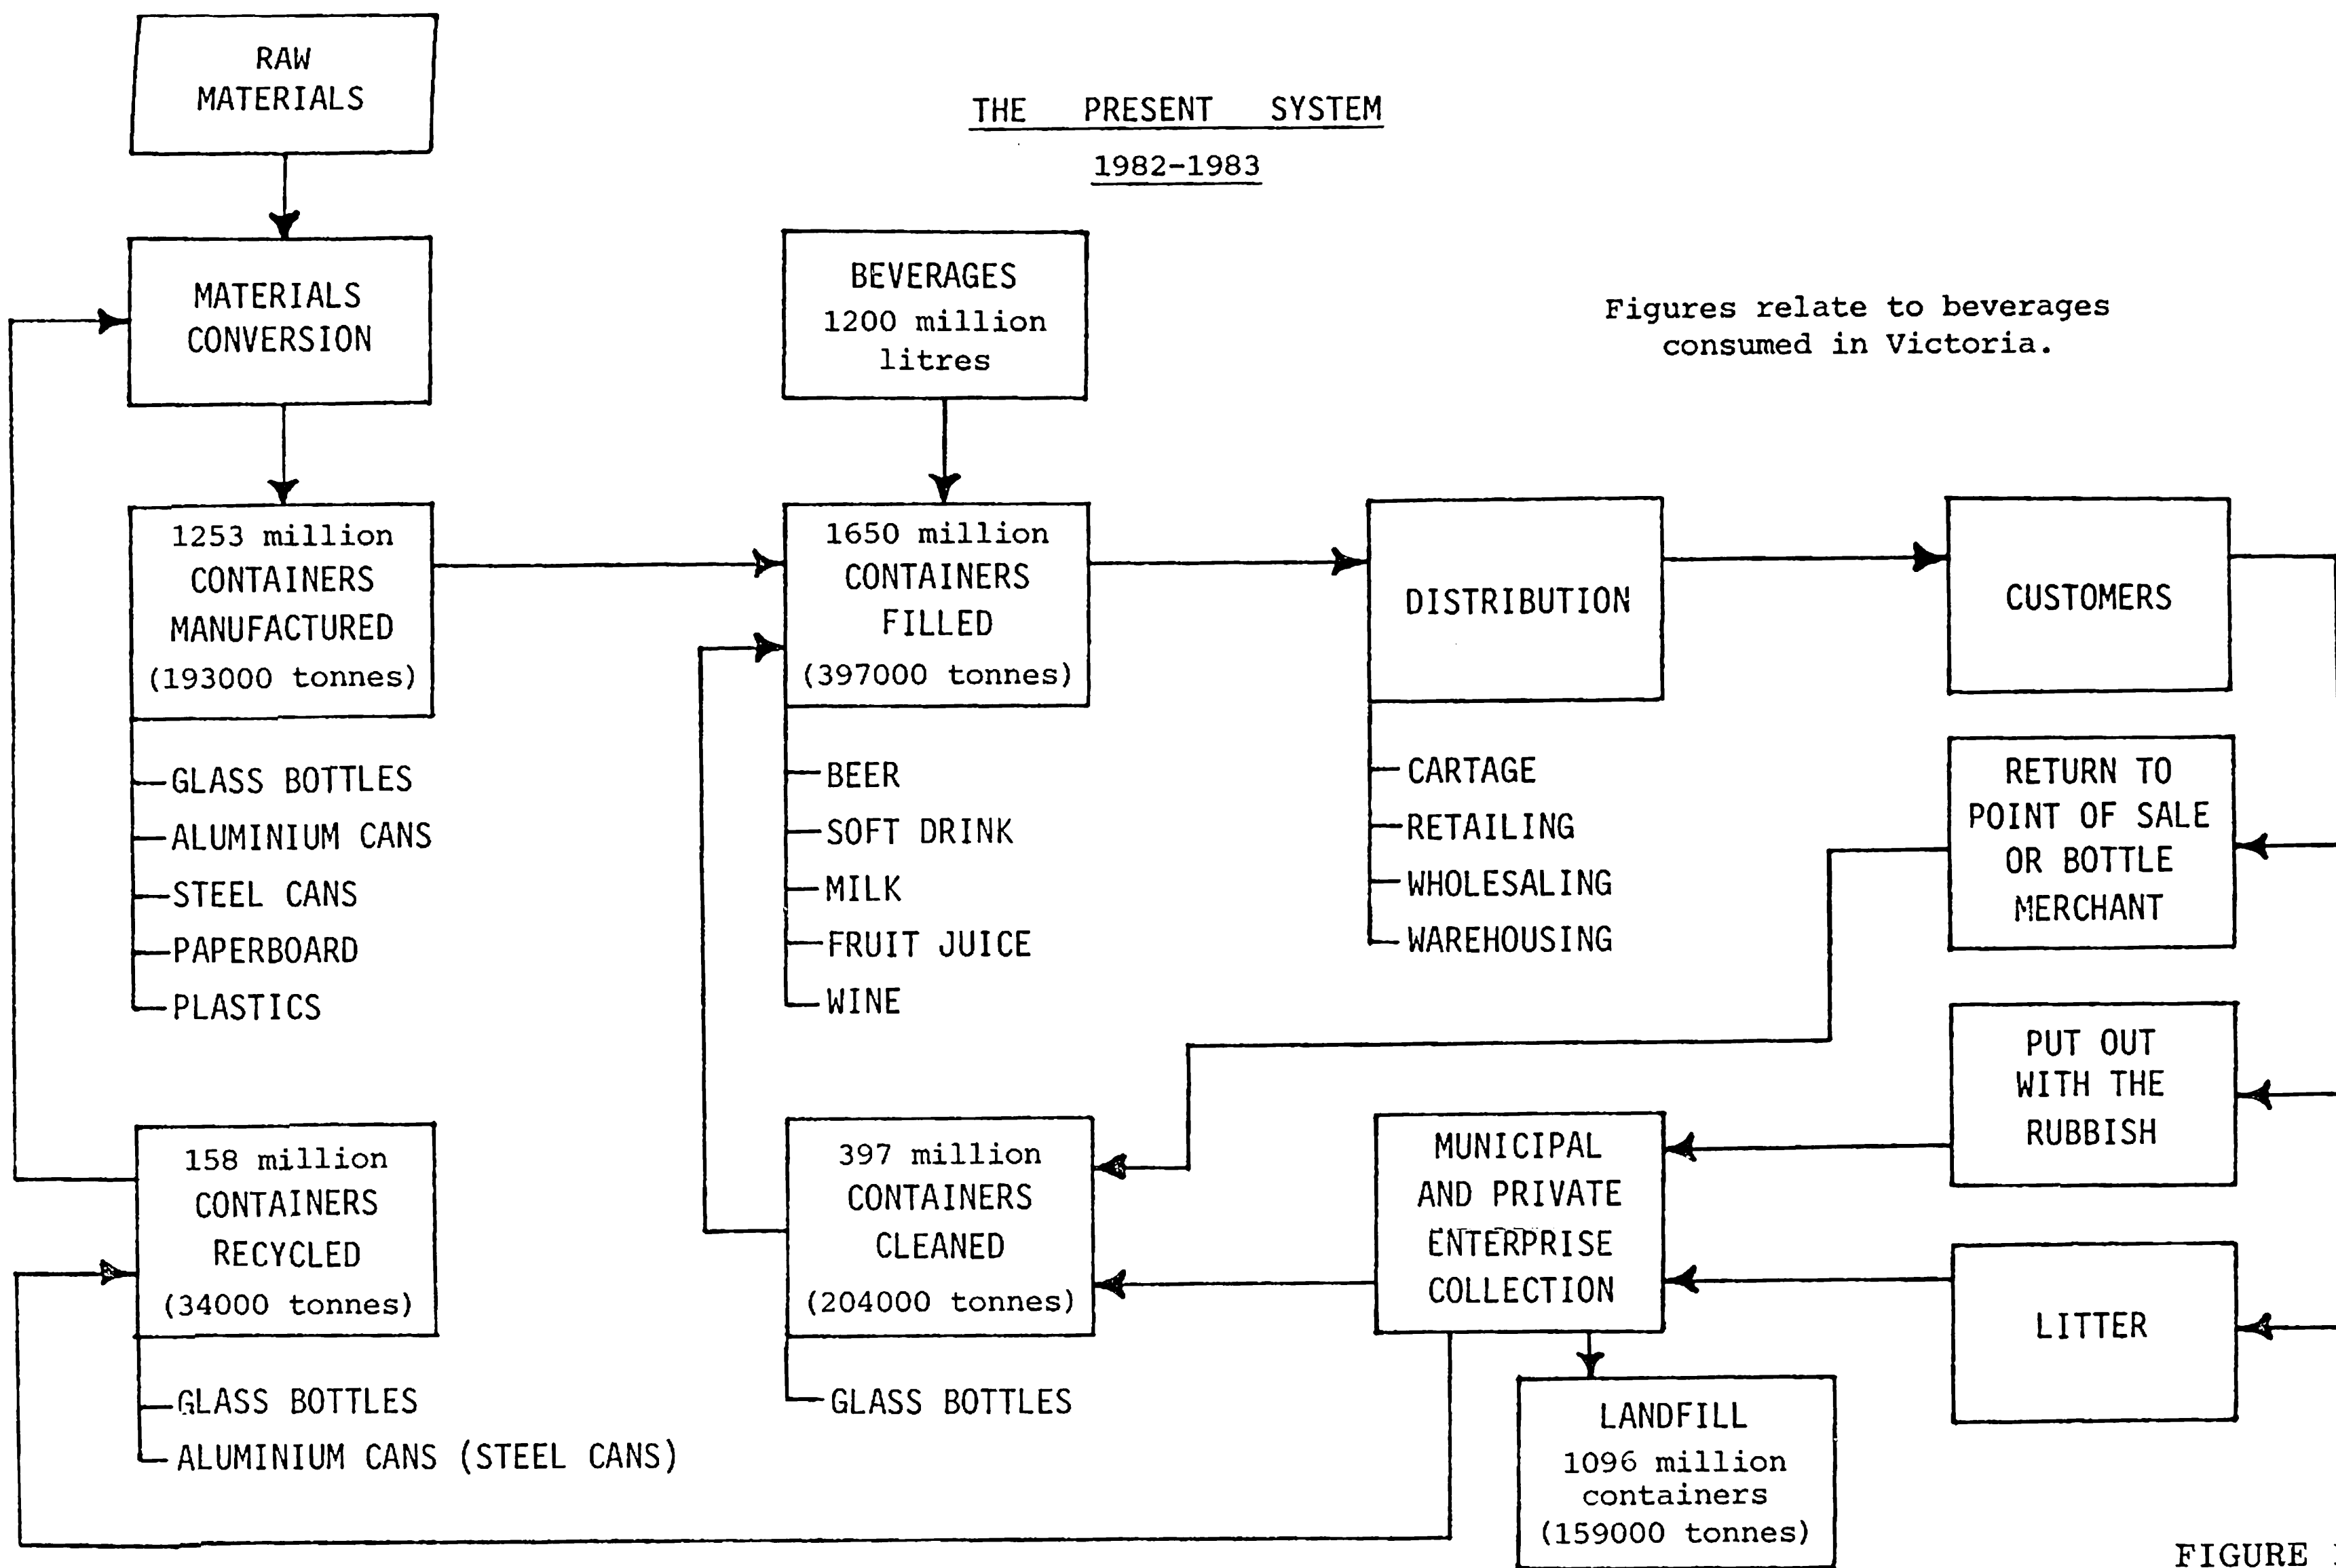 RAW
MATERIALS
THE PRESENT SYSTEM
1982-1983
MATERIALS
CONVERSION
BEVERAGES
1200 million
litres
Figures relate to beverages
consumed in Victoria.
1253 million
CONTAINERS
MANUFACTURED
(193000 tonnes)
GLASS BOTTLES
ALUMINIUM CANS
STEEL CANS
PAPERBOARD
PLASTICS
1650 million
CONTAINERS
FILLED
(397000 tonnes)
BEER
SOFT DRINK
MILK
FRUIT JUICE
WINE
DISTRIBUTION
CARTAGE
RETAILING
WHOLESALING
WAREHOUSING
CUSTOMERS
RETURN TO
POINT OF SALE
OR BOTTLE
MERCHANT
PUT OUT
WITH THE
RUBBISH
LITTER
158 million
CONTAINERS
RECYCLED
(34000 tonnes)
GLASS BOTTLES
ALUMINIUM CANS (STEEL CANS)
397 million
CONTAINERS
CLEANED
(204000 tonnes)
GLASS BOTTLES
MUNICIPAL
AND PRIVATE
ENTERPRISE
COLLECTION
LANDFILL
1096 million
containers
(159000 tonnes)
FIGURE